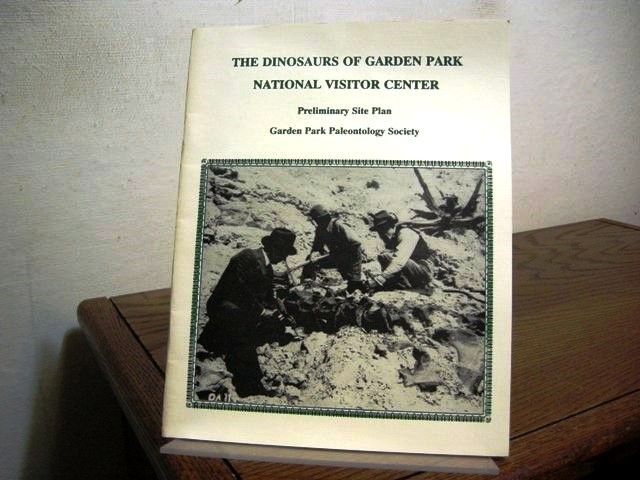 THE DINOSAURS OF GARDEN PARK
NATIONAL VISITOR CENTER
Preliminary Site Plan
Garden Park Paleontology Society